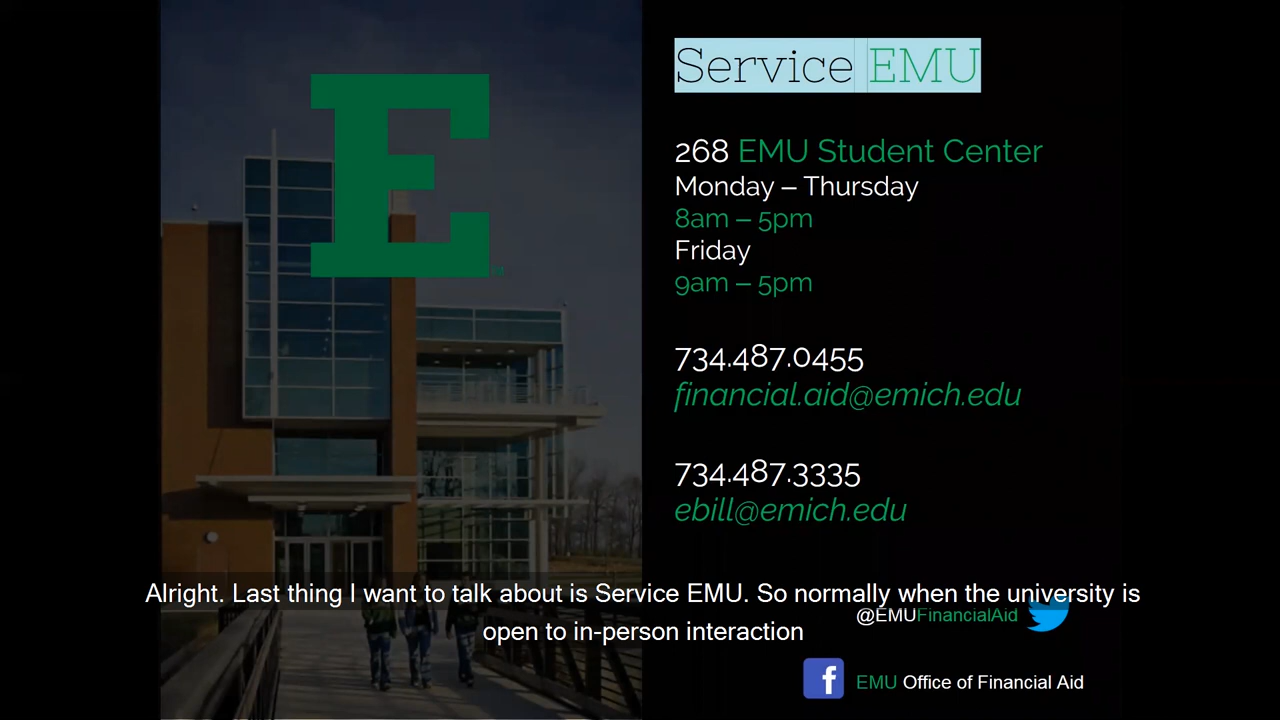 E
Service EMU
268 EMU Student Center
Monday – Thursday
8am – 5pm
Friday
9am – 5pm
734.487.0455
financial.aid@emich.edu
734.487.3335
ebill@emich.edu
Alright. Last thing I want to talk about is Service EMU. So normally when the university is
open to in-person interaction
@EMUFinancialAid
f
EMU Office of Financial Aid